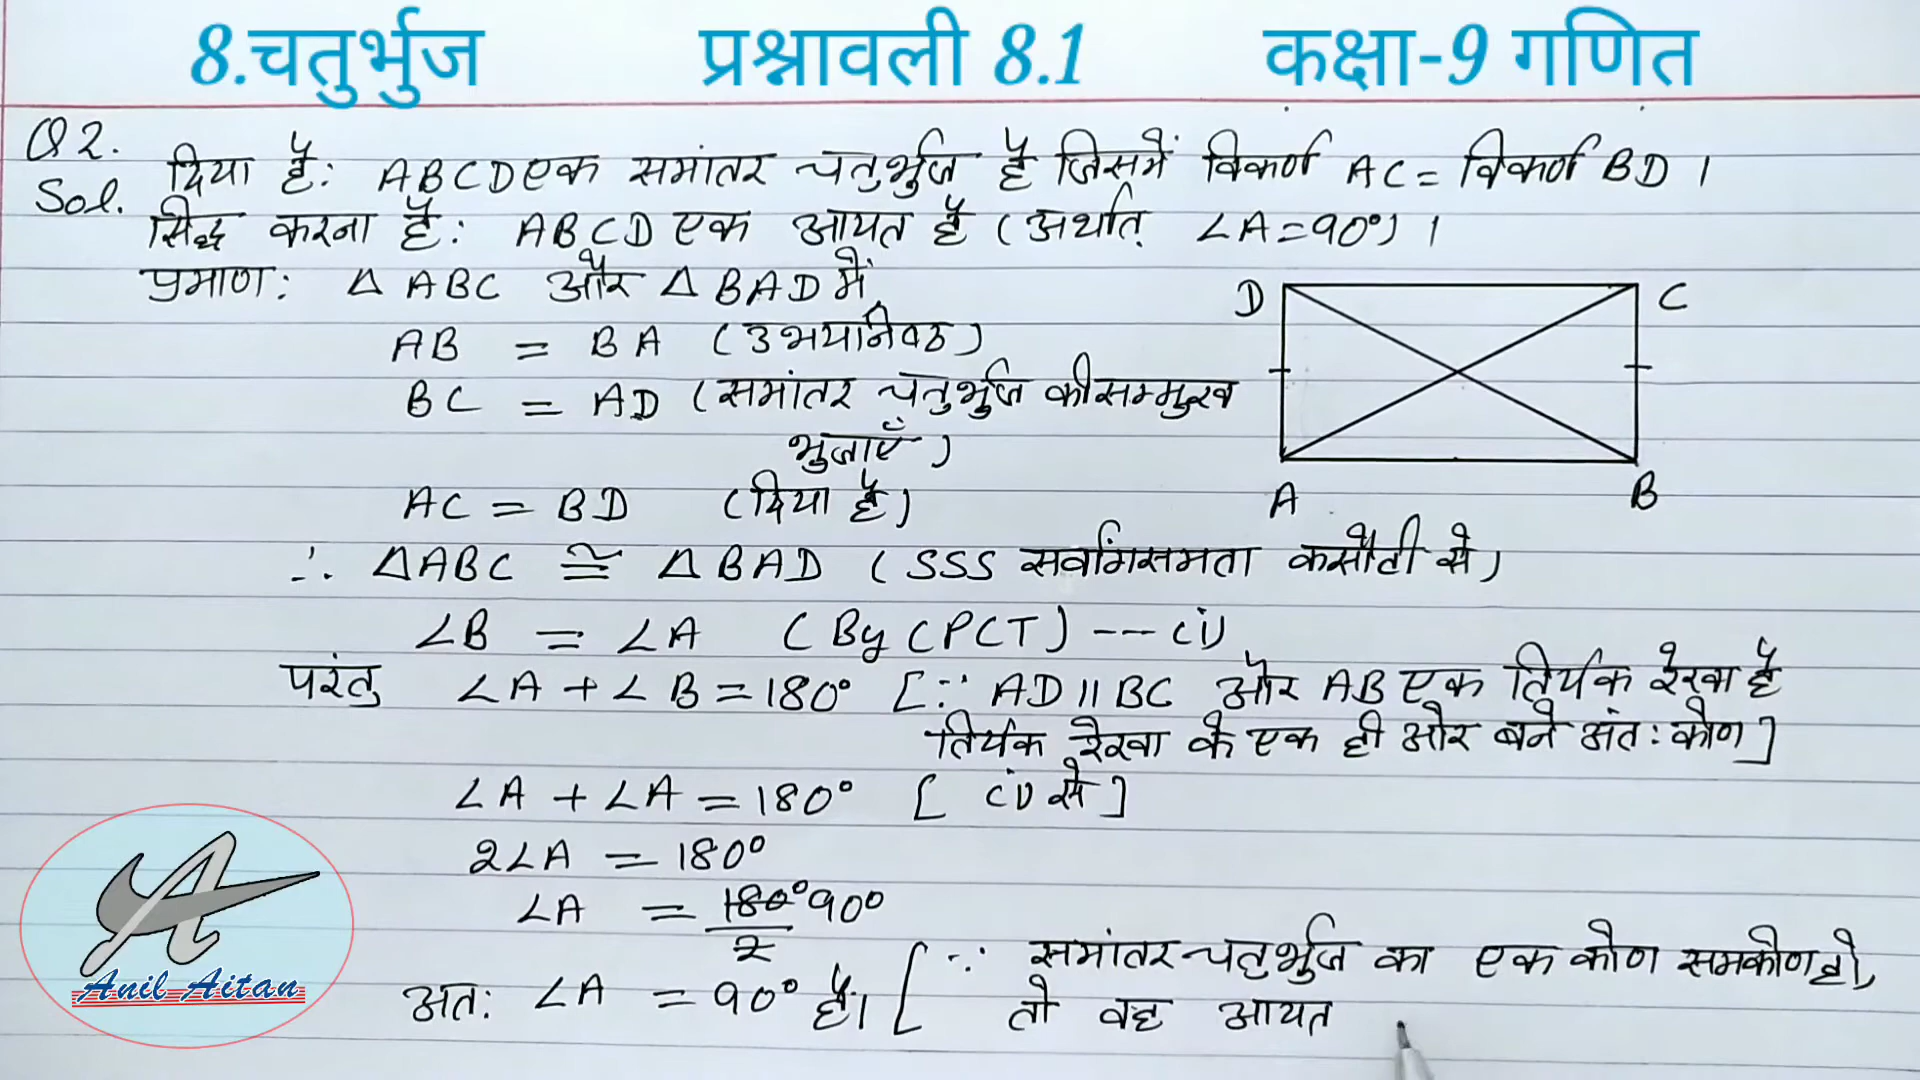 8.चतुर्भुज प्रश्नावली 8.1 कक्षा-9 गणित
Q 2.
Sol. दिया है: ABCD एक समांतर चतुर्भुज है जिसमें विकर्ण AC = विकर्ण BD ।
सिद्ध करना है: ABCD एक आयत है (अर्थात् ∠A=90°) ।
प्रमाण: △ ABC और △ BAD में,
AB = BA (उभयनिष्ठ)
BC = AD (समांतर चतुर्भुज की सम्मुख
भुजाएँ)
AC = BD (दिया है)
∴ △ABC ≅ △BAD (SSS सर्वांगसमता कसौटी से)
∠B = ∠A (By CPCT) --- (i)
परंतु ∠A + ∠B = 180° [∵ AD || BC और AB एक तिर्यक रेखा है
तिर्यक रेखा के एक ही और बने अंत: कोण]
∠A + ∠A = 180° [ (i) से ]
2∠A = 180°
∠A = 180°/2 90°
अत: ∠A = 90° है। [ ∵ समांतर चतुर्भुज का एक कोण समकोण हो,
तो वह आयत
D C
A B
Anil Aitan